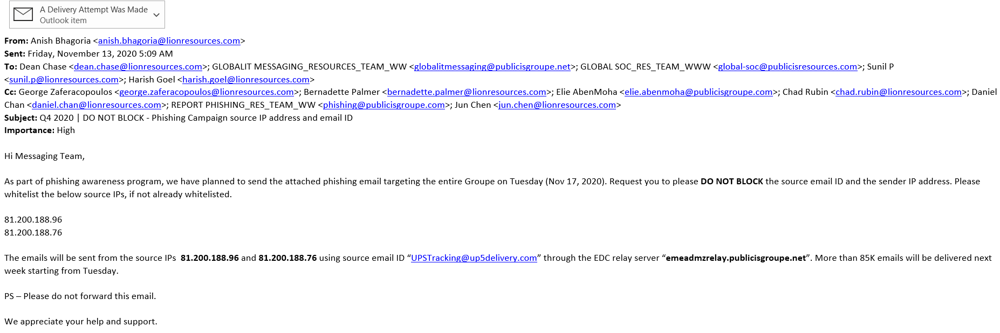 A Delivery Attempt Was Made
Outlook item
From: Anish Bhagoria <anish.bhagoria@lionresources.com>
Sent: Friday, November 13, 2020 5:09 AM
To: Dean Chase <dean.chase@lionresources.com>; GLOBALIT MESSAGING_RESOURCES_TEAM_WW <globalitmessaging@publicisgroupe.net>; GLOBAL SOC_RES_TEAM_WWW <global-soc@publicisresources.com>; Sunil P
<sunil.p@lionresources.com>; Harish Goel <harish.goel@lionresources.com>
Cc: George Zaferacopoulos <george.zaferacopoulos@lionresources.com>; Bernadette Palmer <bernadette.palmer@lionresources.com>; Elie AbenMoha <elie.abenmoha@publicisgroupe.com>; Chad Rubin <chad.rubin@lionresources.com>; Daniel
Chan <daniel.chan@lionresources.com>; REPORT PHISHING_RES_TEAM_WW <phishing@publicisgroupe.com>; Jun Chen <jun.chen@lionresources.com>
Subject: Q4 2020 | DO NOT BLOCK - Phishing Campaign source IP address and email ID
Importance: High
Hi Messaging Team,
As part of phishing awareness program, we have planned to send the attached phishing email targeting the entire Groupe on Tuesday (Nov 17, 2020). Request you to please DO NOT BLOCK the source email ID and the sender IP address. Please
whitelist the below source IPs, if not already whitelisted.
81.200.188.96
81.200.188.76
The emails will be sent from the source IPs  81.200.188.96 and 81.200.188.76 using source email ID “UPSTracking@up5delivery.com” through the EDC relay server “emeadmzrelay.publicisgroupe.net”. More than 85K emails will be delivered next
week starting from Tuesday.
PS – Please do not forward this email.
We appreciate your help and support.